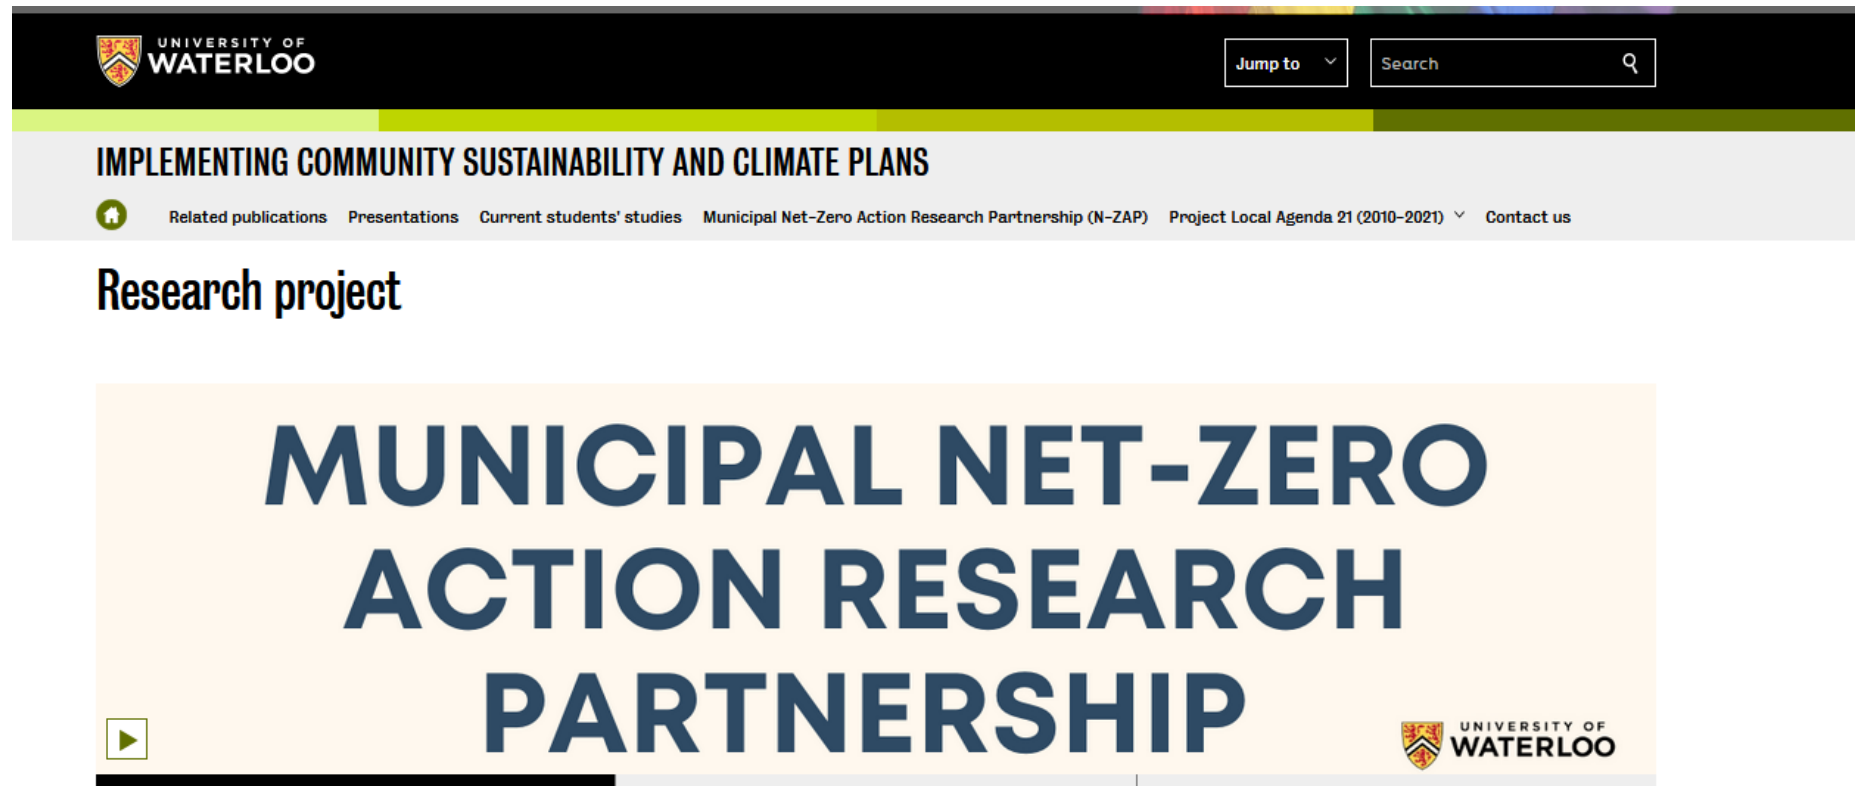 UNIVERSITY OF
WATERLOO
Jump to
Search
IMPLEMENTING COMMUNITY SUSTAINABILITY AND CLIMATE PLANS
Related publications Presentations Current students' studies Municipal Net-Zero Action Research Partnership (N-ZAP) Project Local Agenda 21 (2010-2021) Contact us
Research project
MUNICIPAL NET-ZERO
ACTION RESEARCH
PARTNERSHIP
UNIVERSITY OF
WATERLOO